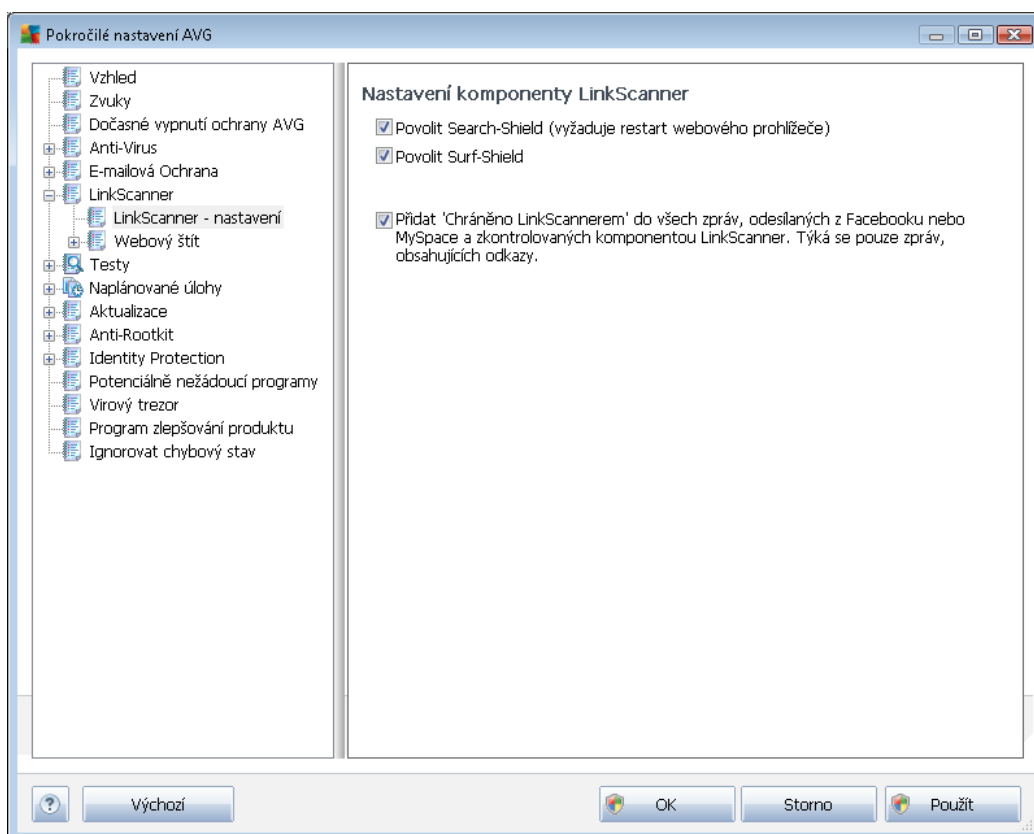 Pokročilé nastavení AVG
Vzhled
Zvuky
Dočasné vypnutí ochrany AVG
Anti-Virus
E-mailová Ochrana
LinkScanner
LinkScanner - nastavení
Webový štít
Testy
Naplánované úlohy
Aktualizace
Anti-Rootkit
Identity Protection
Potenciálně nežádoucí programy
Virový trezor
Program zlepšování produktu
Ignorovat chybový stav
Nastavení komponenty LinkScanner
Povolit Search-Shield (vyžaduje restart webového prohlížeče)
Povolit Surf-Shield
Přidat 'Chráněno LinkScannerem' do všech zpráv, odesílaných z Facebooku nebo
MySpace a zkontrolovaných komponentou LinkScanner. Týká se pouze zpráv,
obsahujících odkazy.
?
Výchozí
OK
Storno
Použít